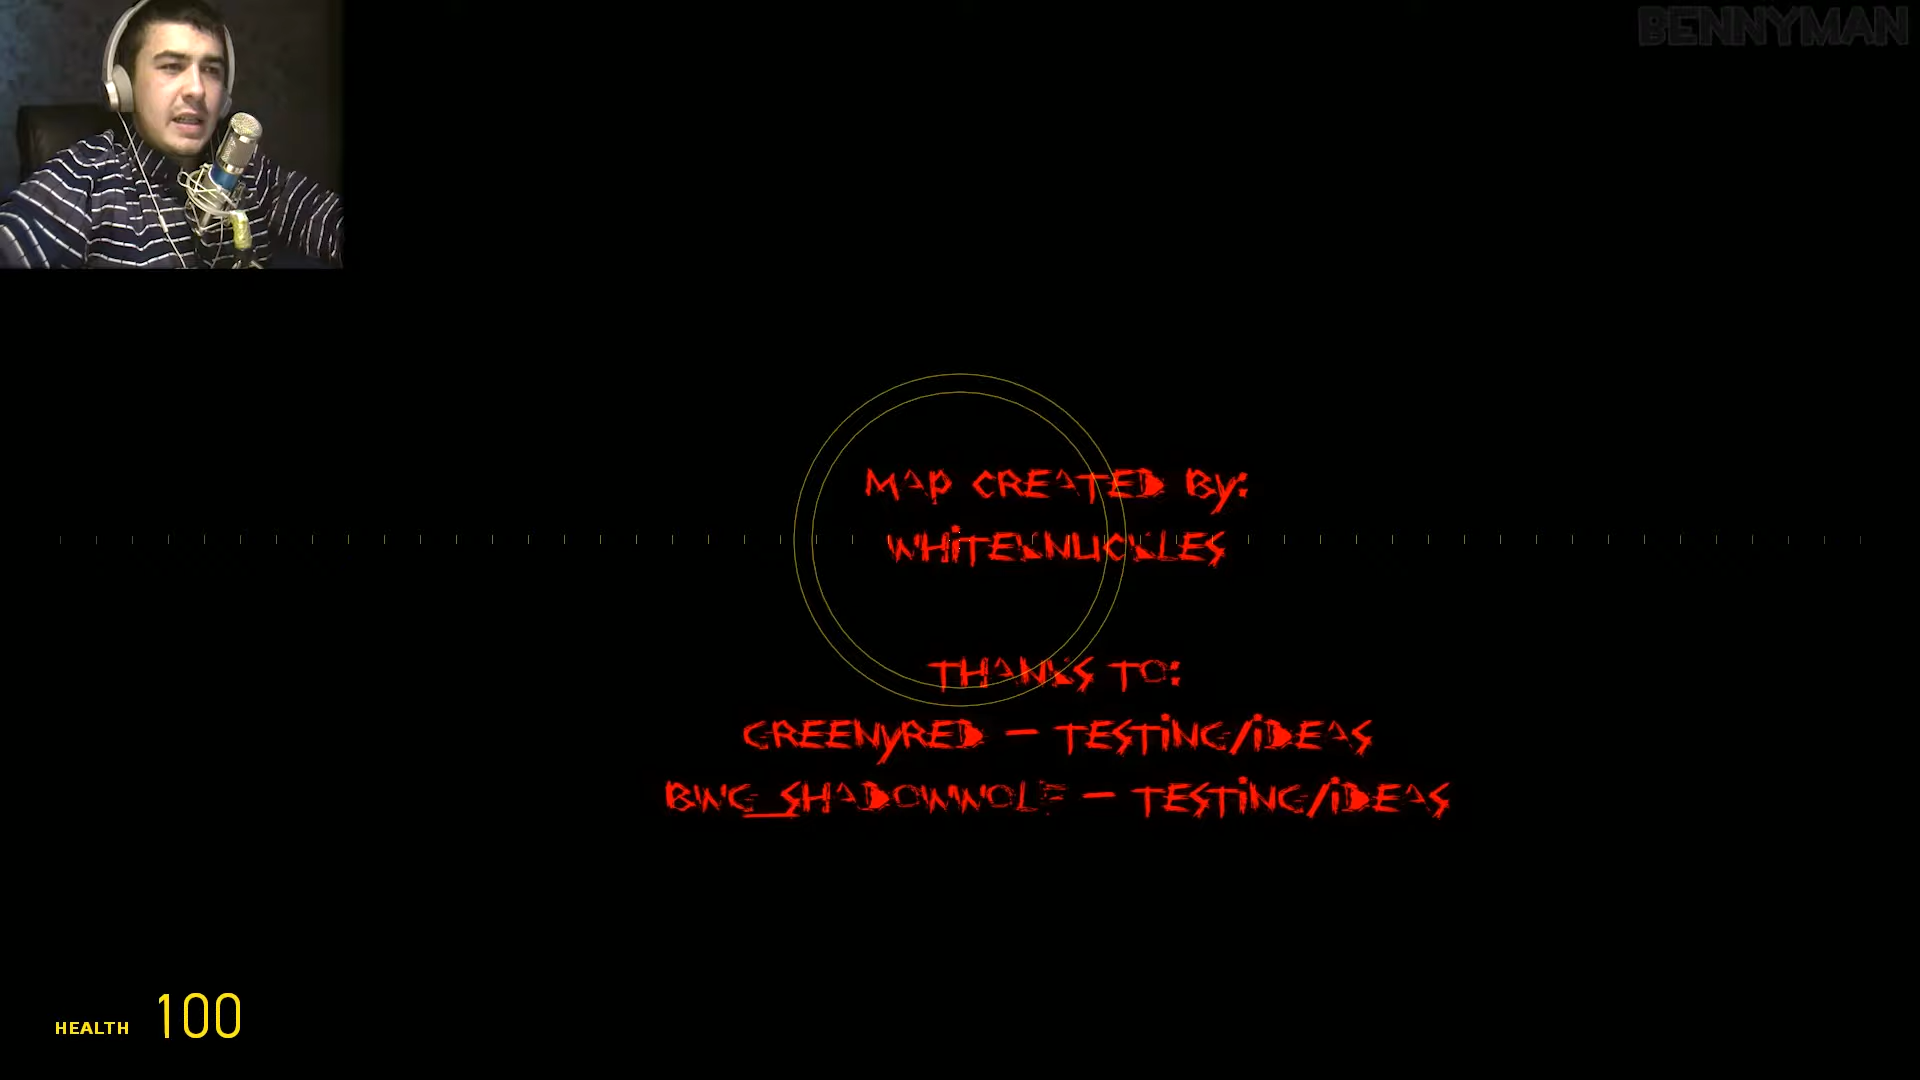 BENNYMAN
MAP CREATED BY:
WHITEKNUCKLES
THANKS TO:
GREENYRED - TESTING/IDEAS
BWG_SHADOWWOLF - TESTING/IDEAS
HEALTH 100